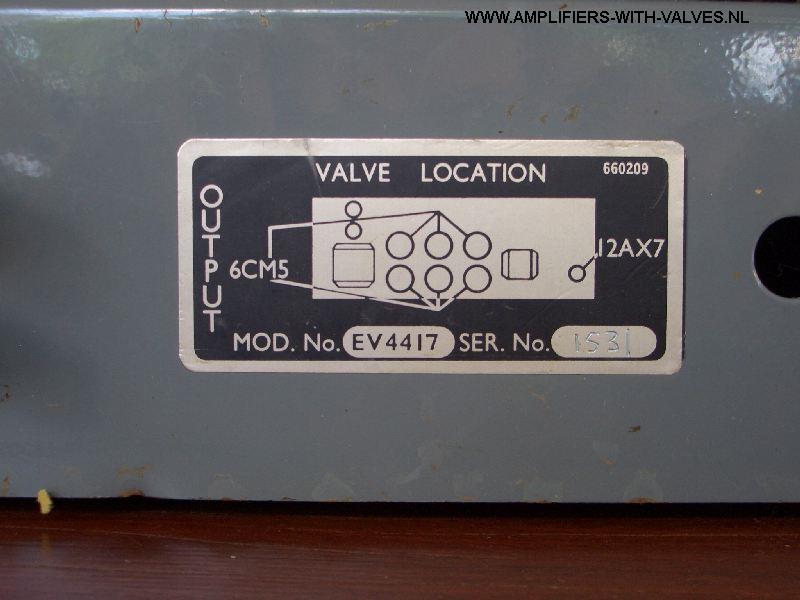 WWW.AMPLIFIERS-WITH-VALVES.NL
VALVE LOCATION 660209
OUTPUT
6CM5
12AX7
MOD. No. EV4417 SER. No. 1531